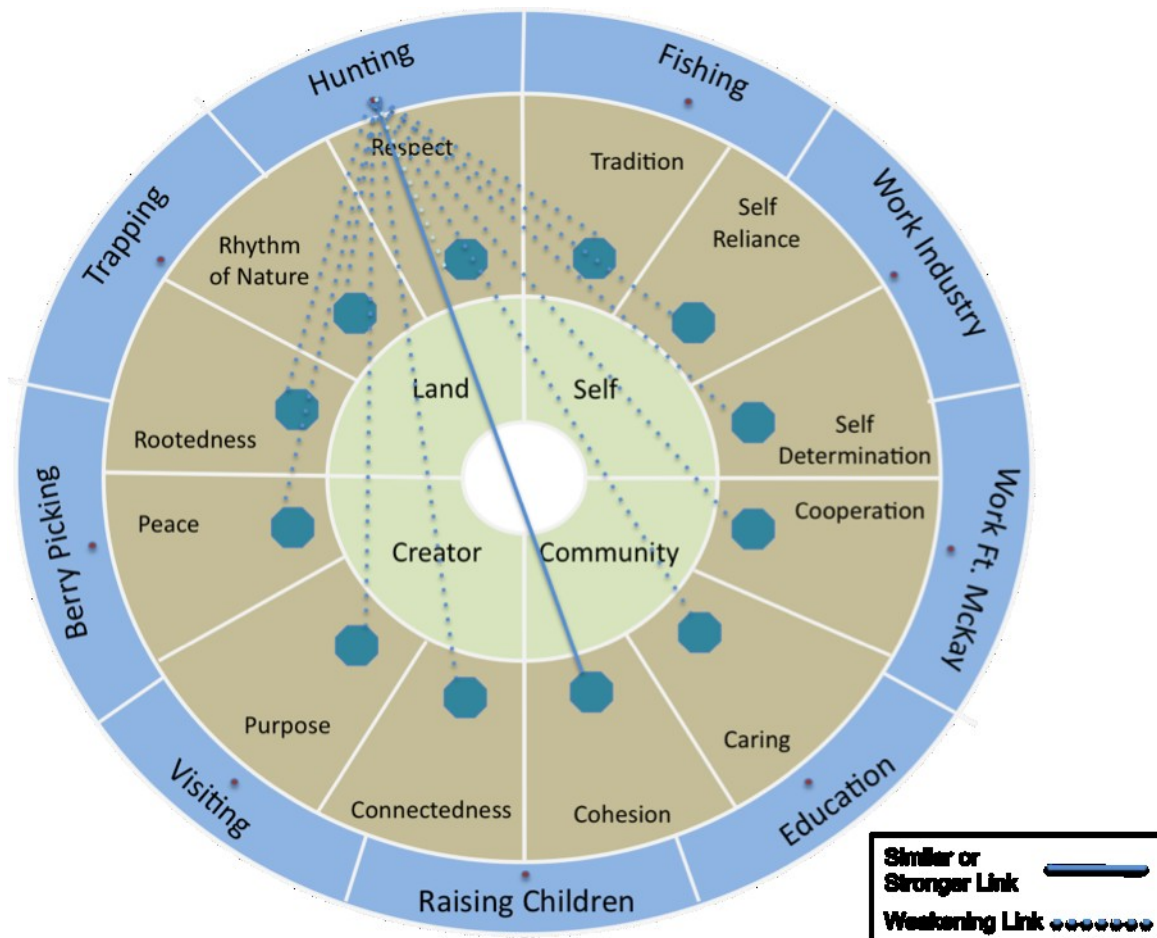 Hunting
Fishing
Work Industry
Work Ft. McKay
Education
Raising Children
Visiting
Berry Picking
Trapping
Respect
Tradition
Self
Reliance
Self
Determination
Cooperation
Caring
Cohesion
Connectedness
Purpose
Peace
Rootedness
Rhythm
of Nature
Land
Self
Creator
Community
Similar or
Stronger Link
Weakening Link